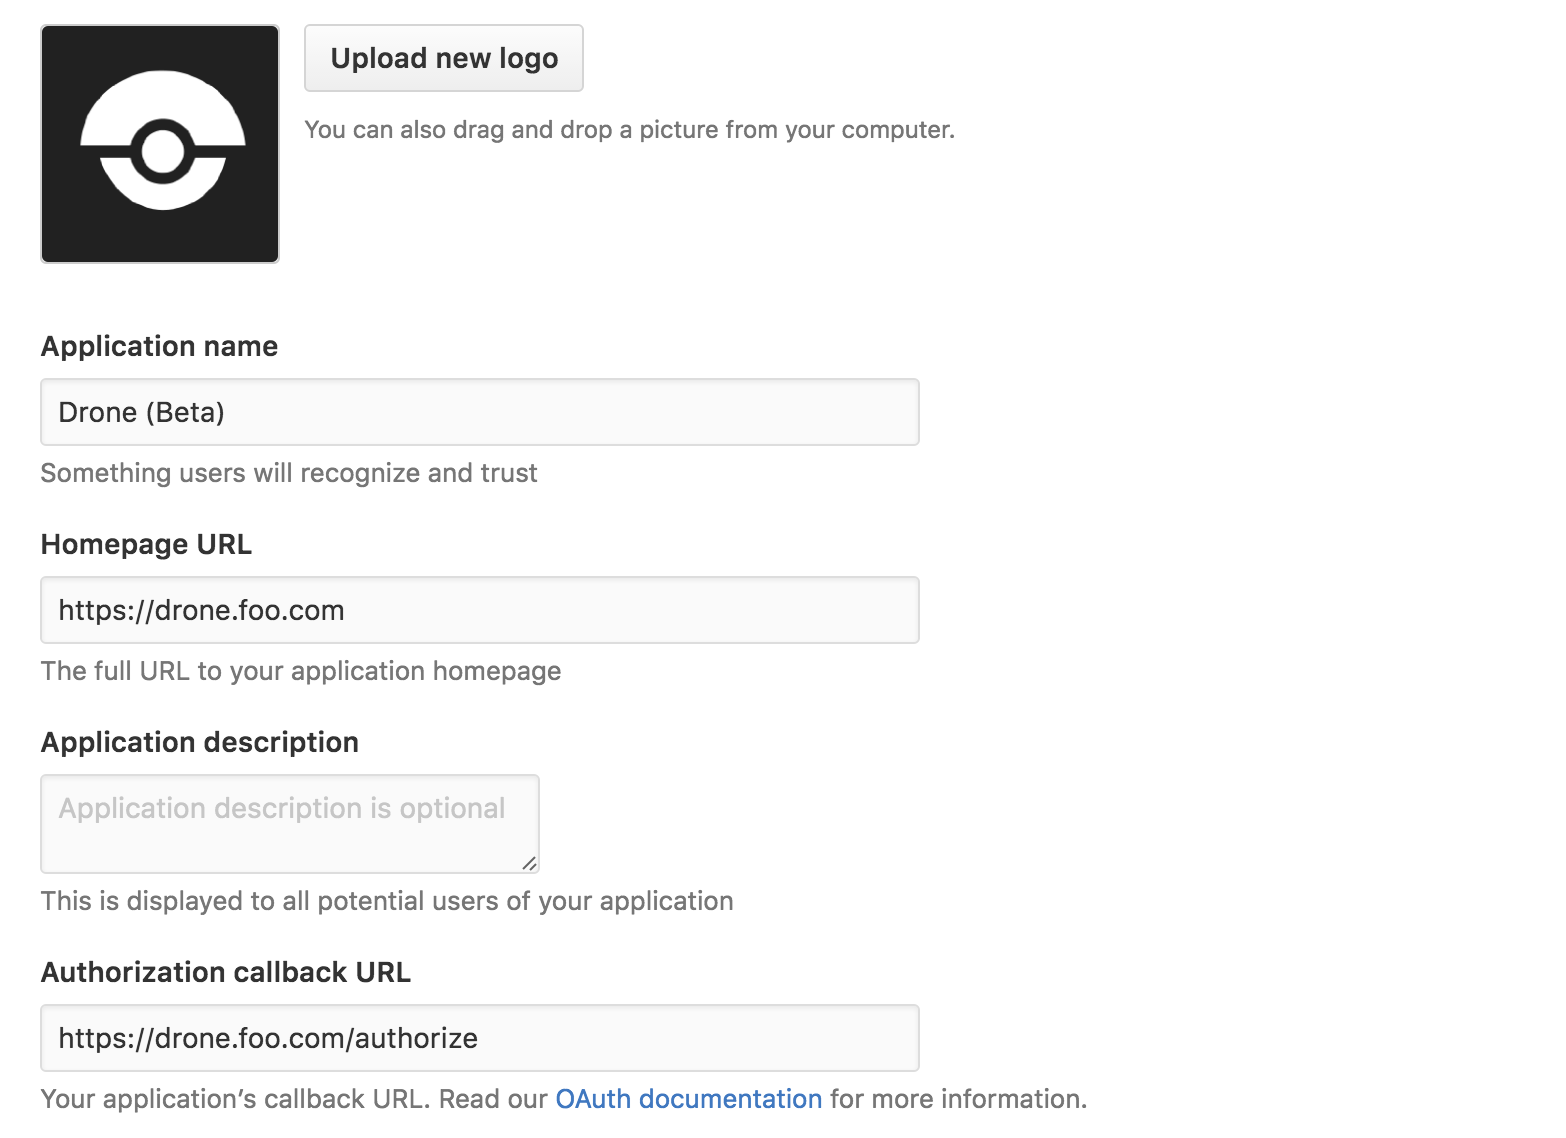 Upload new logo
You can also drag and drop a picture from your computer.
Application name
Drone (Beta)
Something users will recognize and trust
Homepage URL
https://drone.foo.com
The full URL to your application homepage
Application description
Application description is optional
This is displayed to all potential users of your application
Authorization callback URL
https://drone.foo.com/authorize
Your application’s callback URL. Read our OAuth documentation for more information.